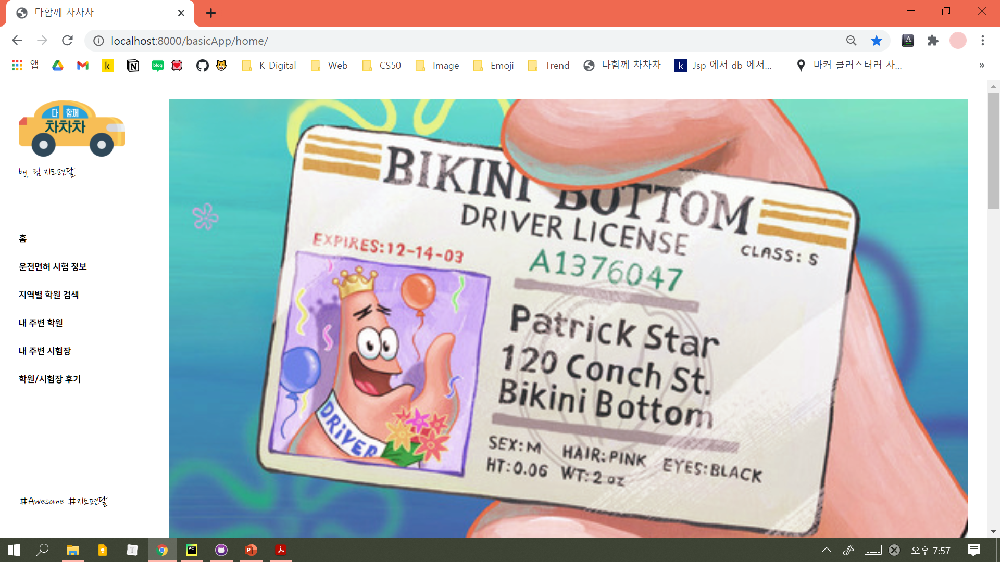 다함께 차차차
localhost:8000/basicApp/home/
앱
k
N
blog
K-Digital
Web
CS50
Image
Emoji
Trend
다함께 차차차
k
Jsp 에서 db 에서...
마커 클러스터러 사...
»
다 함께
차차차
by. 팀 지도편달
홈
운전면허 시험 정보
지역별 학원 검색
내 주변 학원
내 주변 시험장
학원/시험장 후기
#Awesome #지도편달
BIKINI BOTTOM
DRIVER LICENSE
EXPIRES:12-14-03
CLASS: S
A1376047
Patrick Star
120 Conch St.
Bikini Bottom
DRIVER
SEX:M HAIR:PINK EYES:BLACK
HT:0.06 WT:2 oz
T
PC
P
오후 7:57